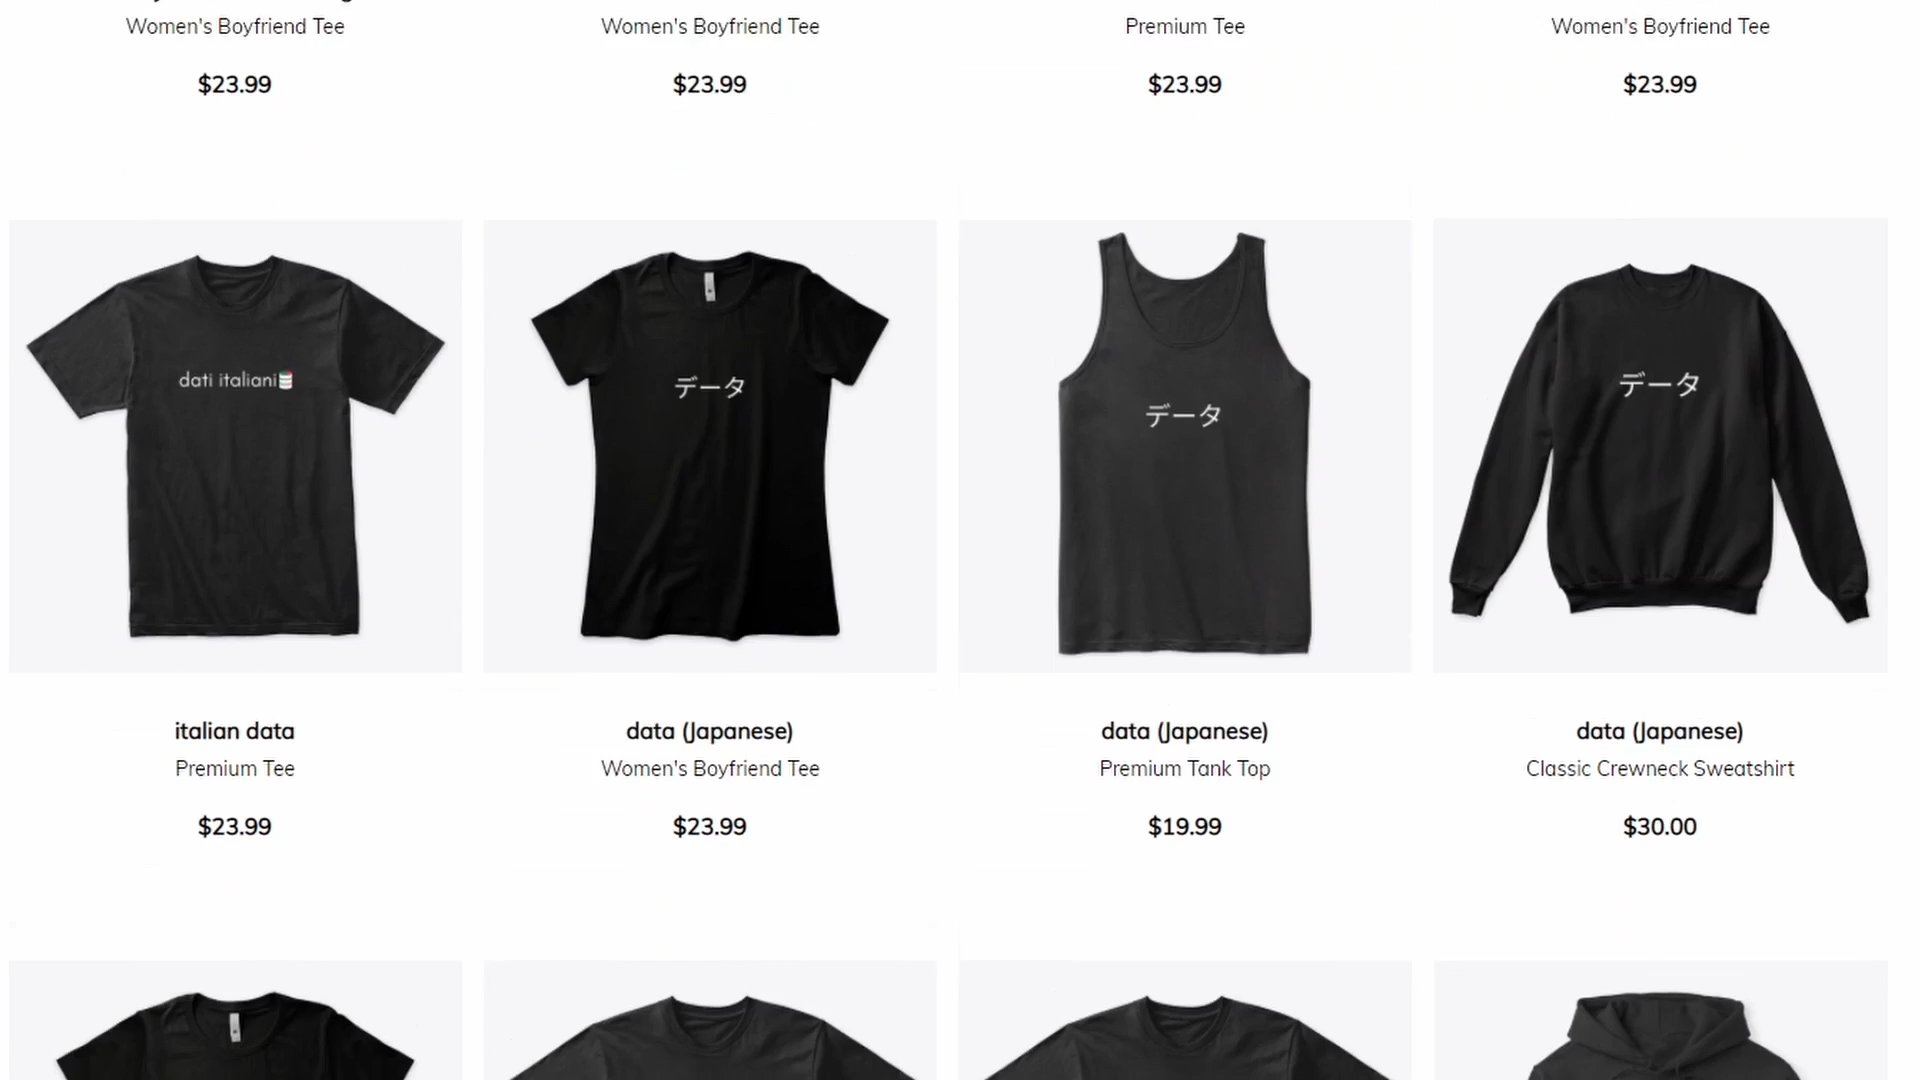 Women's Boyfriend Tee
Women's Boyfriend Tee
Premium Tee
Women's Boyfriend Tee
$23.99
$23.99
$23.99
$23.99
dati italiani
データ
データ
データ
italian data
data (Japanese)
data (Japanese)
data (Japanese)
Premium Tee
Women's Boyfriend Tee
Premium Tank Top
Classic Crewneck Sweatshirt
$23.99
$23.99
$19.99
$30.00